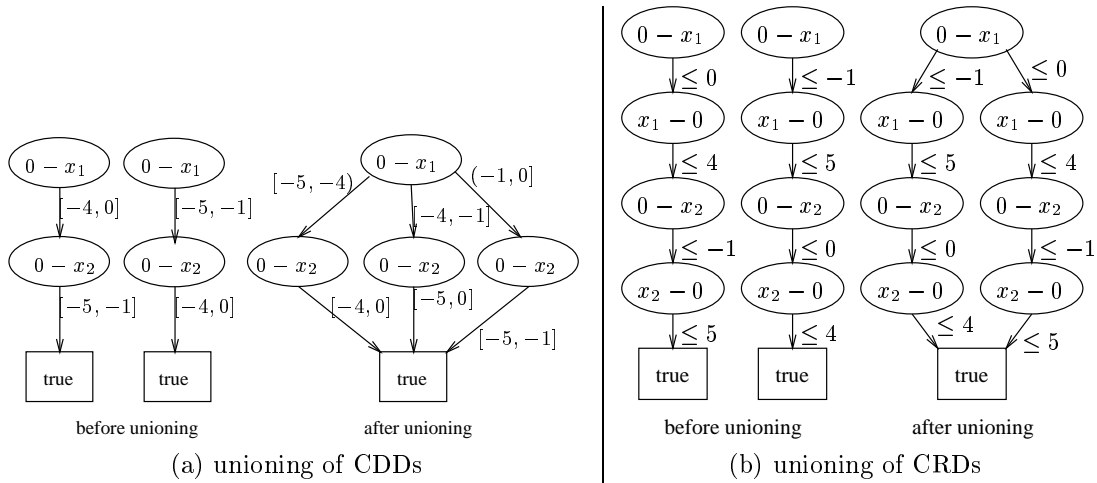 0 − x₁ 0 − x₁ 0 − x₁
[−4, 0] [−5, −1] [−5, −4) [−4, −1] (−1, 0]
0 − x₂ 0 − x₂ 0 − x₂ 0 − x₂ 0 − x₂
[−5, −1] [−4, 0] [−4, 0] [−5, 0] [−5, −1]
true true true
before unioning after unioning
(a) unioning of CDDs
0 − x₁ 0 − x₁ 0 − x₁
≤ 0 ≤ −1 ≤ −1 ≤ 0
x₁ − 0 x₁ − 0 x₁ − 0 x₁ − 0
≤ 4 ≤ 5 ≤ 5 ≤ 4
0 − x₂ 0 − x₂ 0 − x₂ 0 − x₂
≤ −1 ≤ 0 ≤ 0 ≤ −1
x₂ − 0 x₂ − 0 x₂ − 0 x₂ − 0
≤ 5 ≤ 4 ≤ 4 ≤ 5
true true true
before unioning after unioning
(b) unioning of CRDs